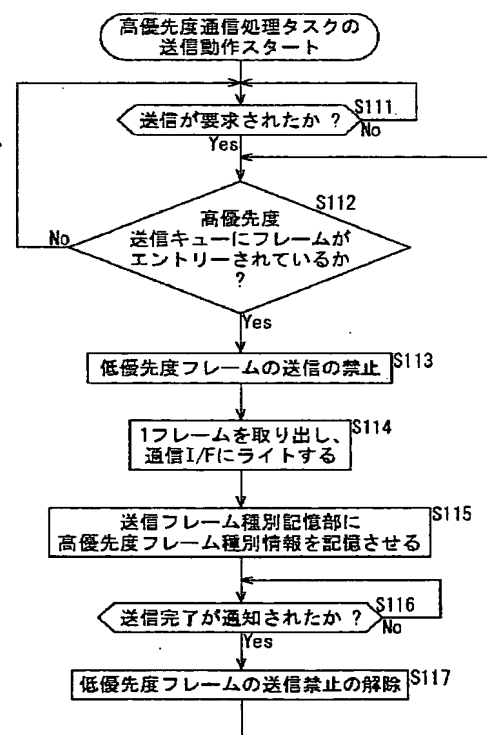 高優先度通信処理タスクの
送信動作スタート
S111
送信が要求されたか ?
No
Yes
S112
高優先度
送信キューにフレームが
エントリーされているか
?
No
Yes
低優先度フレームの送信の禁止
S113
1フレームを取り出し、
通信I/Fにライトする
S114
送信フレーム種別記憶部に
高優先度フレーム種別情報を記憶させる
S115
S116
送信完了が通知されたか ?
No
Yes
低優先度フレームの送信禁止の解除
S117